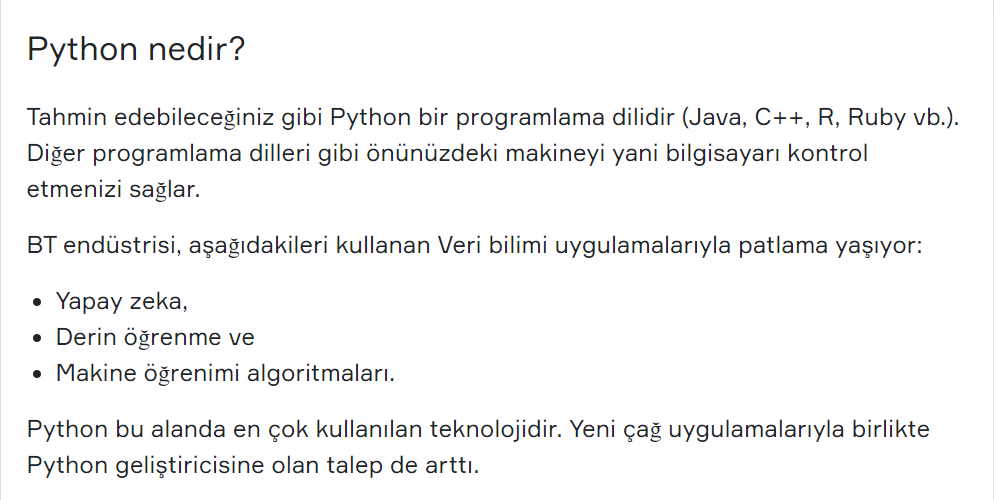 Python nedir?
Tahmin edebileceğiniz gibi Python bir programlama dilidir (Java, C++, R, Ruby vb.).
Diğer programlama dilleri gibi önünüzdeki makineyi yani bilgisayarı kontrol
etmenizi sağlar.
BT endüstrisi, aşağıdakileri kullanan Veri bilimi uygulamalarıyla patlama yaşıyor:
• Yapay zeka,
• Derin öğrenme ve
• Makine öğrenimi algoritmaları.
Python bu alanda en çok kullanılan teknolojidir. Yeni çağ uygulamalarıyla birlikte
Python geliştiricisine olan talep de arttı.